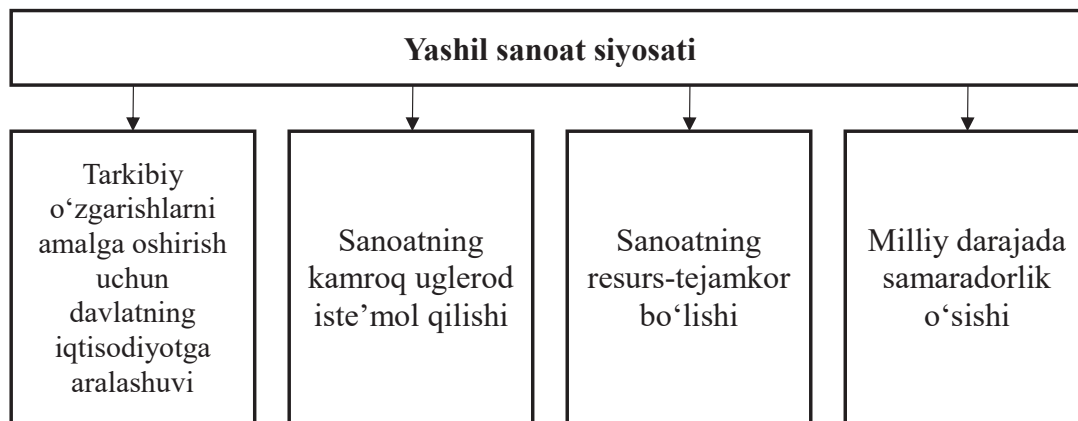 Yashil sanoat siyosati
Tarkibiy
o‘zgarishlarni
amalga oshirish
uchun
davlatning
iqtisodiyotga
aralashuvi
Sanoatning
kamroq uglerod
iste’mol qilishi
Sanoatning
resurs-tejamkor
bo‘lishi
Milliy darajada
samaradorlik
o‘sishi